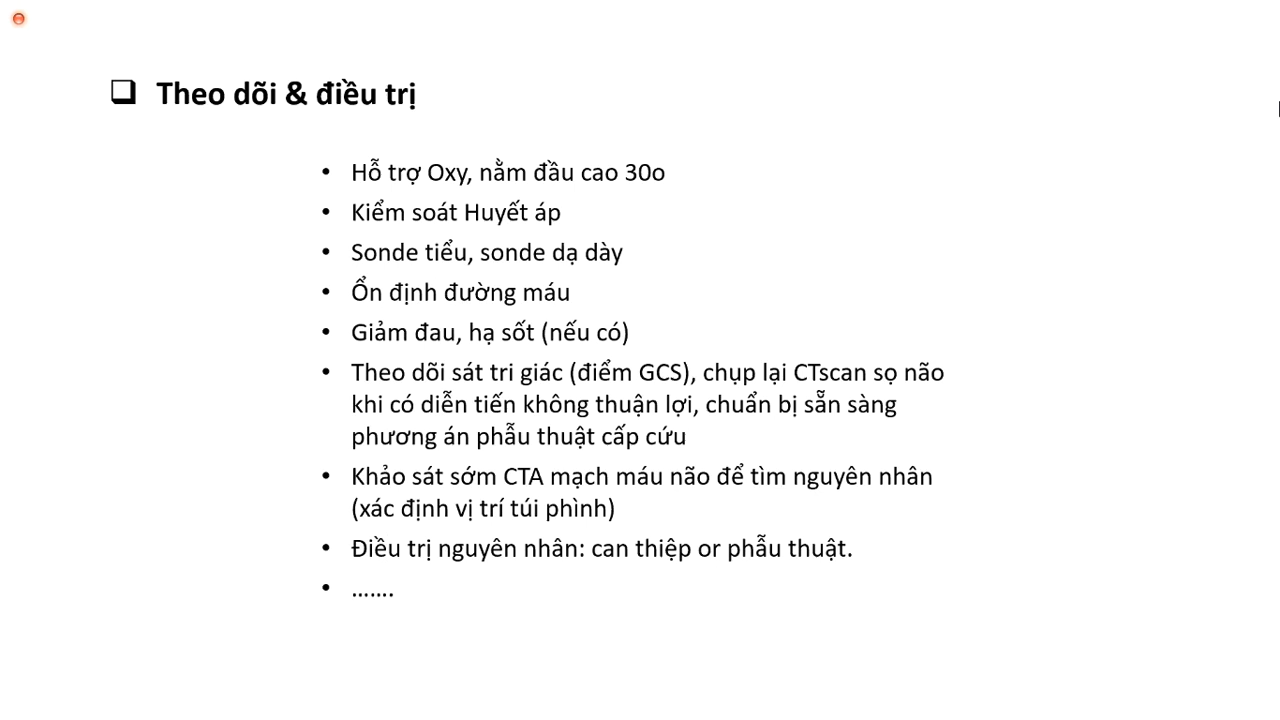 ❑ Theo dõi & điều trị
• Hỗ trợ Oxy, nằm đầu cao 30o
• Kiểm soát Huyết áp
• Sonde tiểu, sonde dạ dày
• Ổn định đường máu
• Giảm đau, hạ sốt (nếu có)
• Theo dõi sát tri giác (điểm GCS), chụp lại CTscan sọ não
khi có diễn tiến không thuận lợi, chuẩn bị sẵn sàng
phương án phẫu thuật cấp cứu
• Khảo sát sớm CTA mạch máu não để tìm nguyên nhân
(xác định vị trí túi phình)
• Điều trị nguyên nhân: can thiệp or phẫu thuật.
• …….